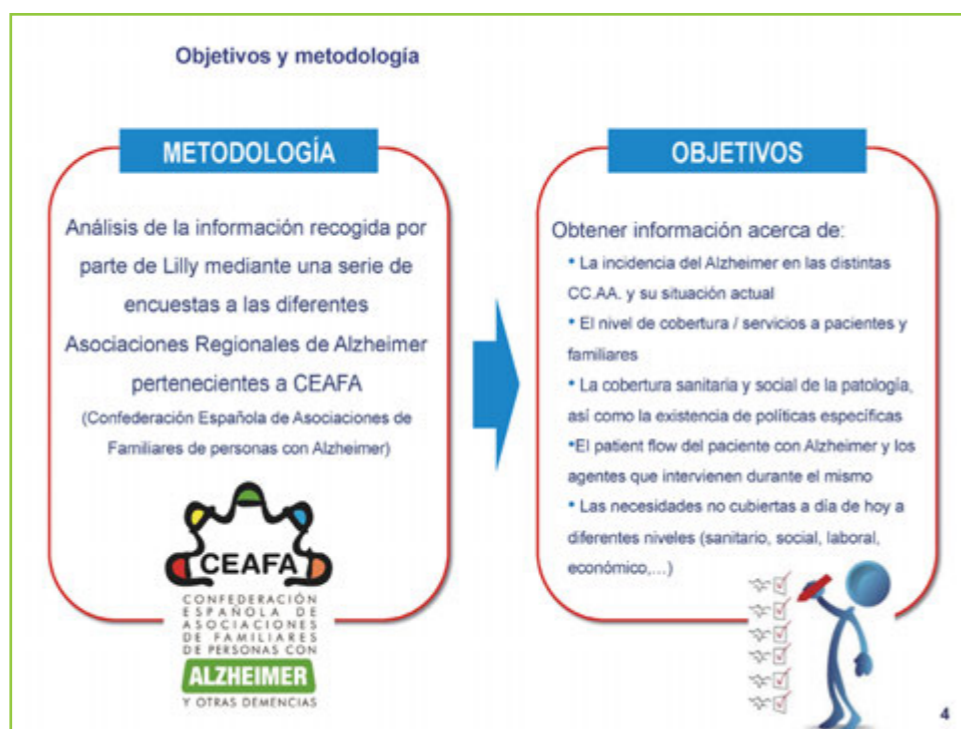 Objetivos y metodología
METODOLOGÍA
Análisis de la información recogida por
parte de Lilly mediante una serie de
encuestas a las diferentes
Asociaciones Regionales de Alzheimer
pertenecientes a CEAFA
(Confederación Española de Asociaciones de
Familiares de personas con Alzheimer)
CEAFA
CONFEDERACIÓN
ESPAÑOLA DE
ASOCIACIONES
DE FAMILIARES
DE PERSONAS CON
ALZHEIMER
Y OTRAS DEMENCIAS
OBJETIVOS
Obtener información acerca de:
• La incidencia del Alzheimer en las distintas
CC.AA. y su situación actual
• El nivel de cobertura / servicios a pacientes y
familiares
• La cobertura sanitaria y social de la patología,
así como la existencia de políticas específicas
•El patient flow del paciente con Alzheimer y los
agentes que intervienen durante el mismo
• Las necesidades no cubiertas a día de hoy a
diferentes niveles (sanitario, social, laboral,
económico,...)
4